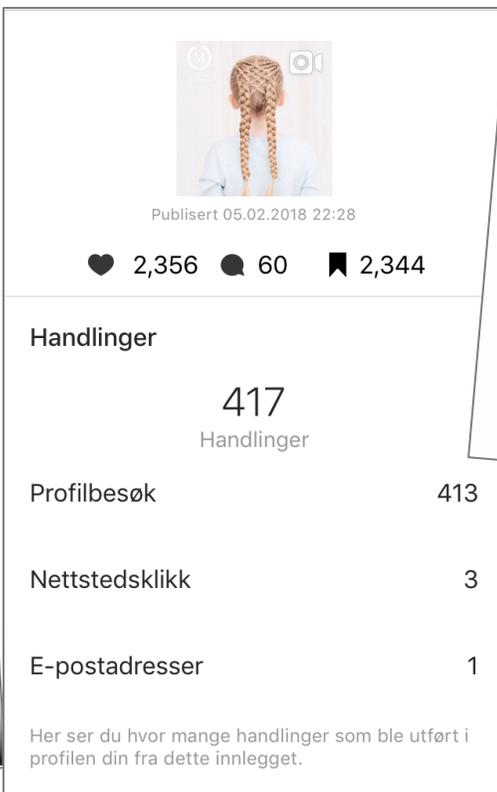 M
Publisert 05.02.2018 22:28
2,356 60 2,344
Handlinger
417
Handlinger
Profilbesøk 413
Nettstedsklikk 3
E-postadresser 1
Her ser du hvor mange handlinger som ble utført i
profilen din fra dette innlegget.